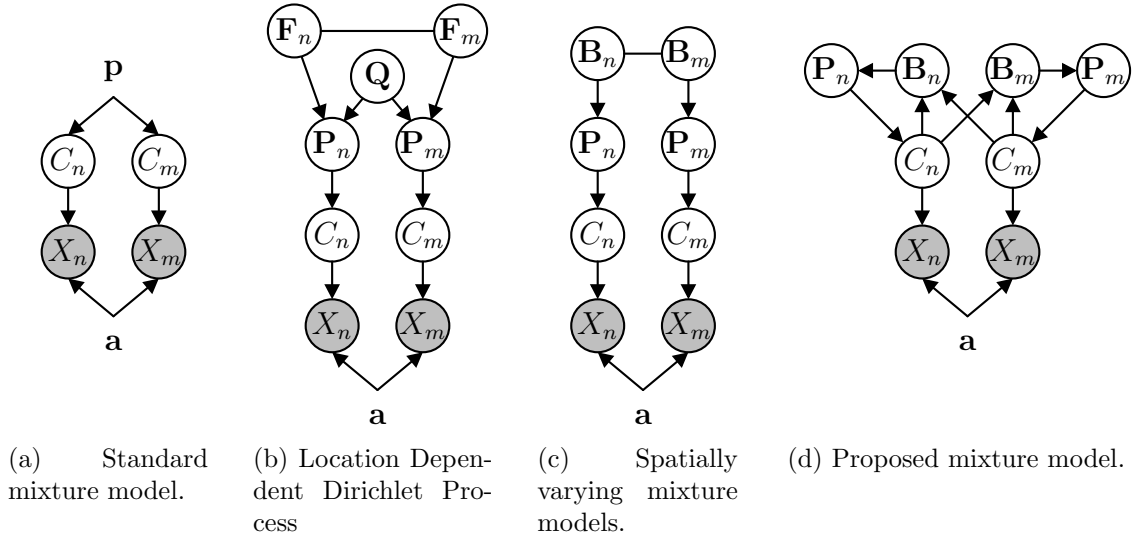 p
C_n C_m
X_n X_m
a
(a) Standard
mixture model.
F_n F_m
Q
P_n P_m
C_n C_m
X_n X_m
a
(b) Location Depen-
dent Dirichlet Pro-
cess
B_n B_m
P_n P_m
C_n C_m
X_n X_m
a
(c) Spatially
varying mixture
models.
P_n B_n B_m P_m
C_n C_m
X_n X_m
a
(d) Proposed mixture model.